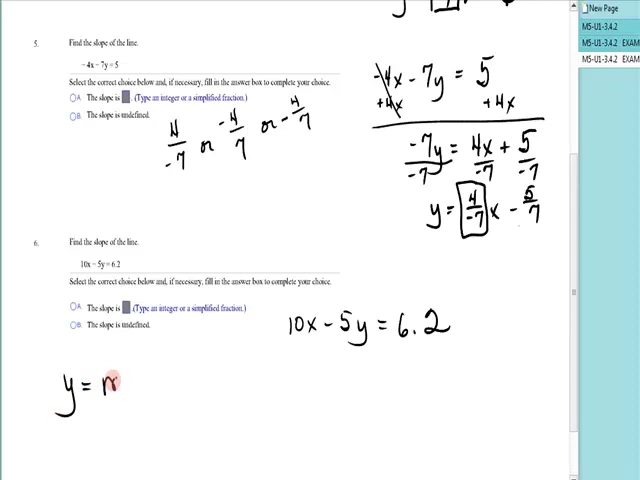 New Page
M5-U1-3.4.2
M5-U1-3.4.2 EXAM
M5-U1-3.4.2 EXAM
5.
Find the slope of the line.
− 4x − 7y = 5
Select the correct choice below and, if necessary, fill in the answer box to complete your choice.
A. The slope is . (Type an integer or a simplified fraction.)
B. The slope is undefined.
4/-7 or -4/7 or -4/7
-4x - 7y = 5
+4x +4x
-7y = 4x + 5
-7 -7 -7
y = 4/-7 x - 5/7
6.
Find the slope of the line.
10x − 5y = 6.2
Select the correct choice below and, if necessary, fill in the answer box to complete your choice.
A. The slope is . (Type an integer or a simplified fraction.)
B. The slope is undefined.
10x - 5y = 6.2
y =